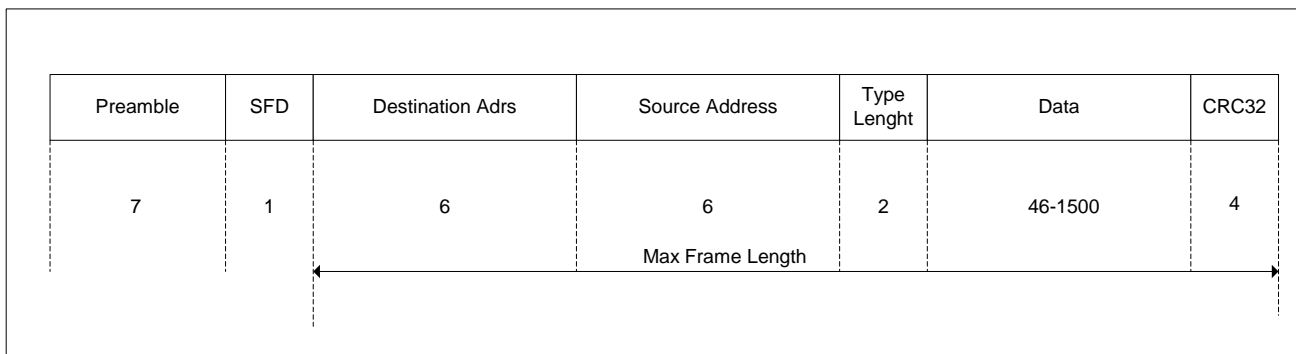 Preamble
SFD
Destination Adrs
Source Address
Type
Lenght
Data
CRC32
7
1
6
6
2
46-1500
4
Max Frame Length